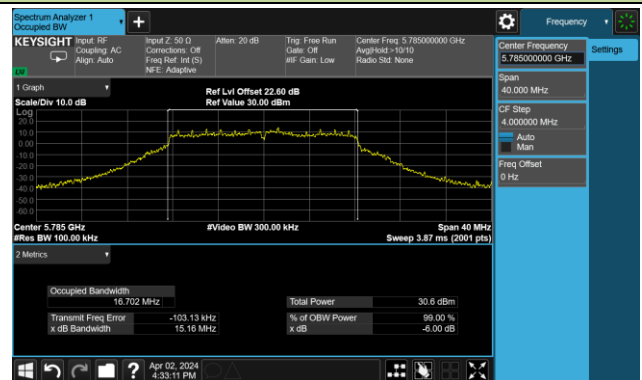 Spectrum Analyzer 1
Occupied BW
Frequency
KEYSIGHT
Input: RF
Coupling: AC
Align: Auto
Input Z: 50 Ω
Corrections: Off
Freq Ref: Int (S)
NFE: Adaptive
Atten: 20 dB
Trig: Free Run
Gate: Off
#IF Gain: Low
Center Freq: 5.785000000 GHz
Avg|Hold:>10/10
Radio Std: None
Center Frequency
5.785000000 GHz
Settings
Span
40.000 MHz
CF Step
4.000000 MHz
Auto
Man
Freq Offset
0 Hz
1 Graph
Scale/Div 10.0 dB
Ref Lvl Offset 22.60 dB
Ref Value 30.00 dBm
Log
20.0
10.0
0.00
-10.0
-20.0
-30.0
-40.0
-50.0
-60.0
Center 5.785 GHz
#Video BW 300.00 kHz
Span 40 MHz
#Res BW 100.00 kHz
Sweep 3.87 ms (2001 pts)
2 Metrics
Occupied Bandwidth
16.702 MHz
Total Power 30.6 dBm
Transmit Freq Error -103.13 kHz
% of OBW Power 99.00 %
x dB Bandwidth 15.16 MHz
x dB -6.00 dB
Apr 02, 2024
4:33:11 PM